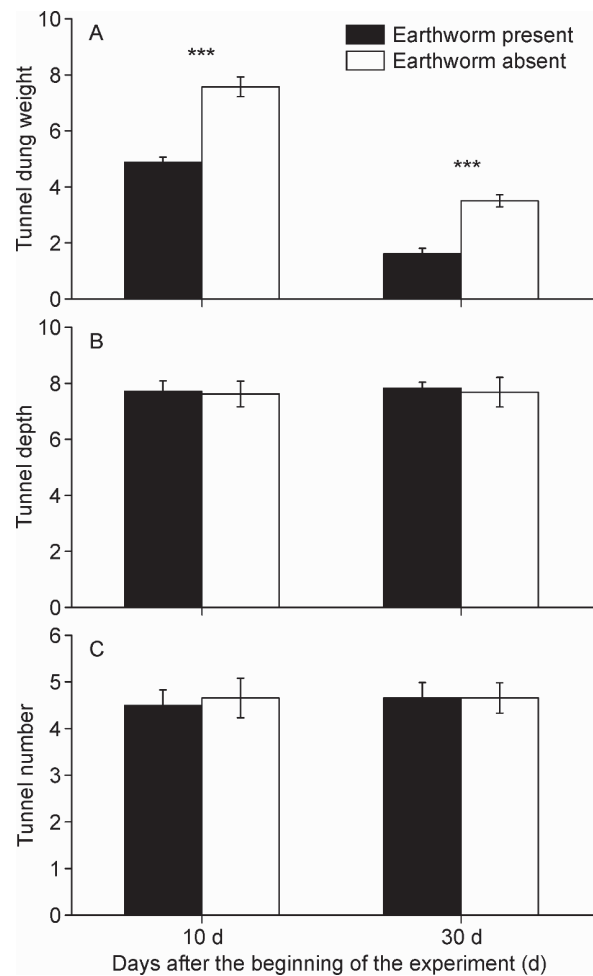 A
Earthworm present
Earthworm absent
***
***
Tunnel dung weight
10
8
6
4
2
0
B
Tunnel depth
10
8
6
4
2
0
C
Tunnel number
6
5
4
3
2
1
0
10 d
30 d
Days after the beginning of the experiment (d)